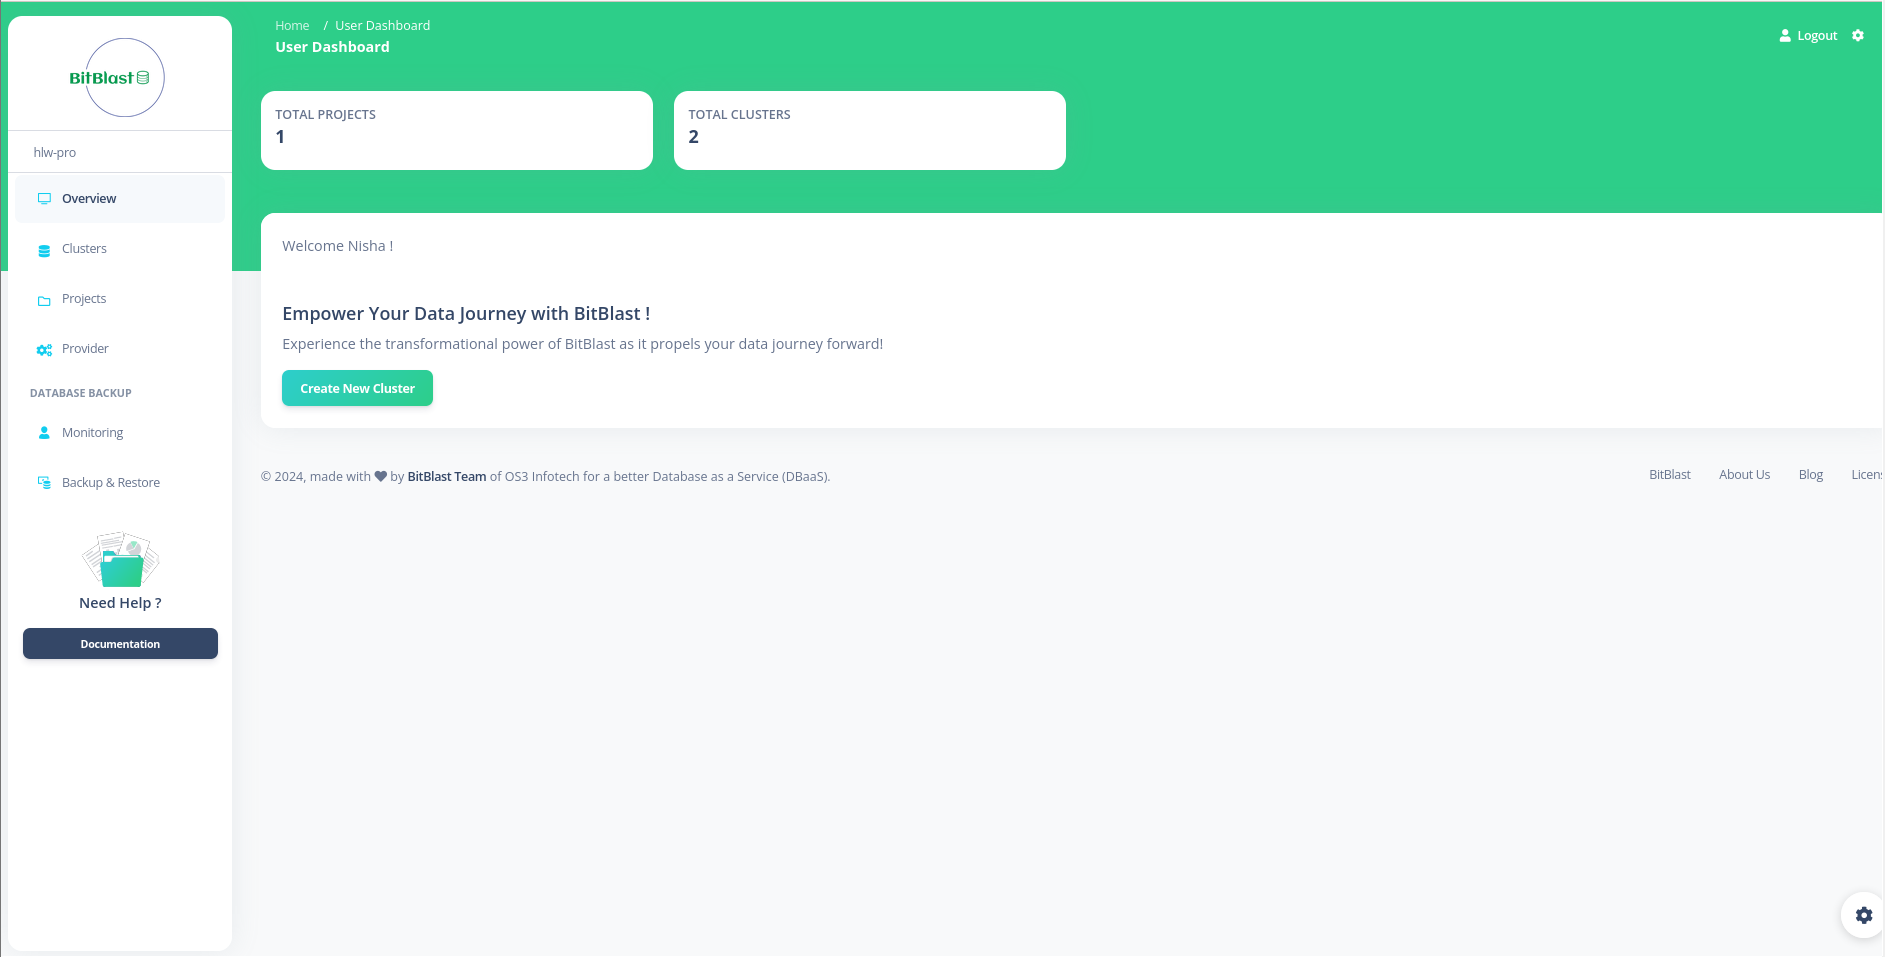 BitBlast
hlw-pro
Overview
Clusters
Projects
Provider
DATABASE BACKUP
Monitoring
Backup & Restore
Need Help ?
Documentation
Home / User Dashboard
User Dashboard
Logout
TOTAL PROJECTS
1
TOTAL CLUSTERS
2
Welcome Nisha !
Empower Your Data Journey with BitBlast !
Experience the transformational power of BitBlast as it propels your data journey forward!
Create New Cluster
© 2024, made with by BitBlast Team of OS3 Infotech for a better Database as a Service (DBaaS).
BitBlast About Us Blog Licens